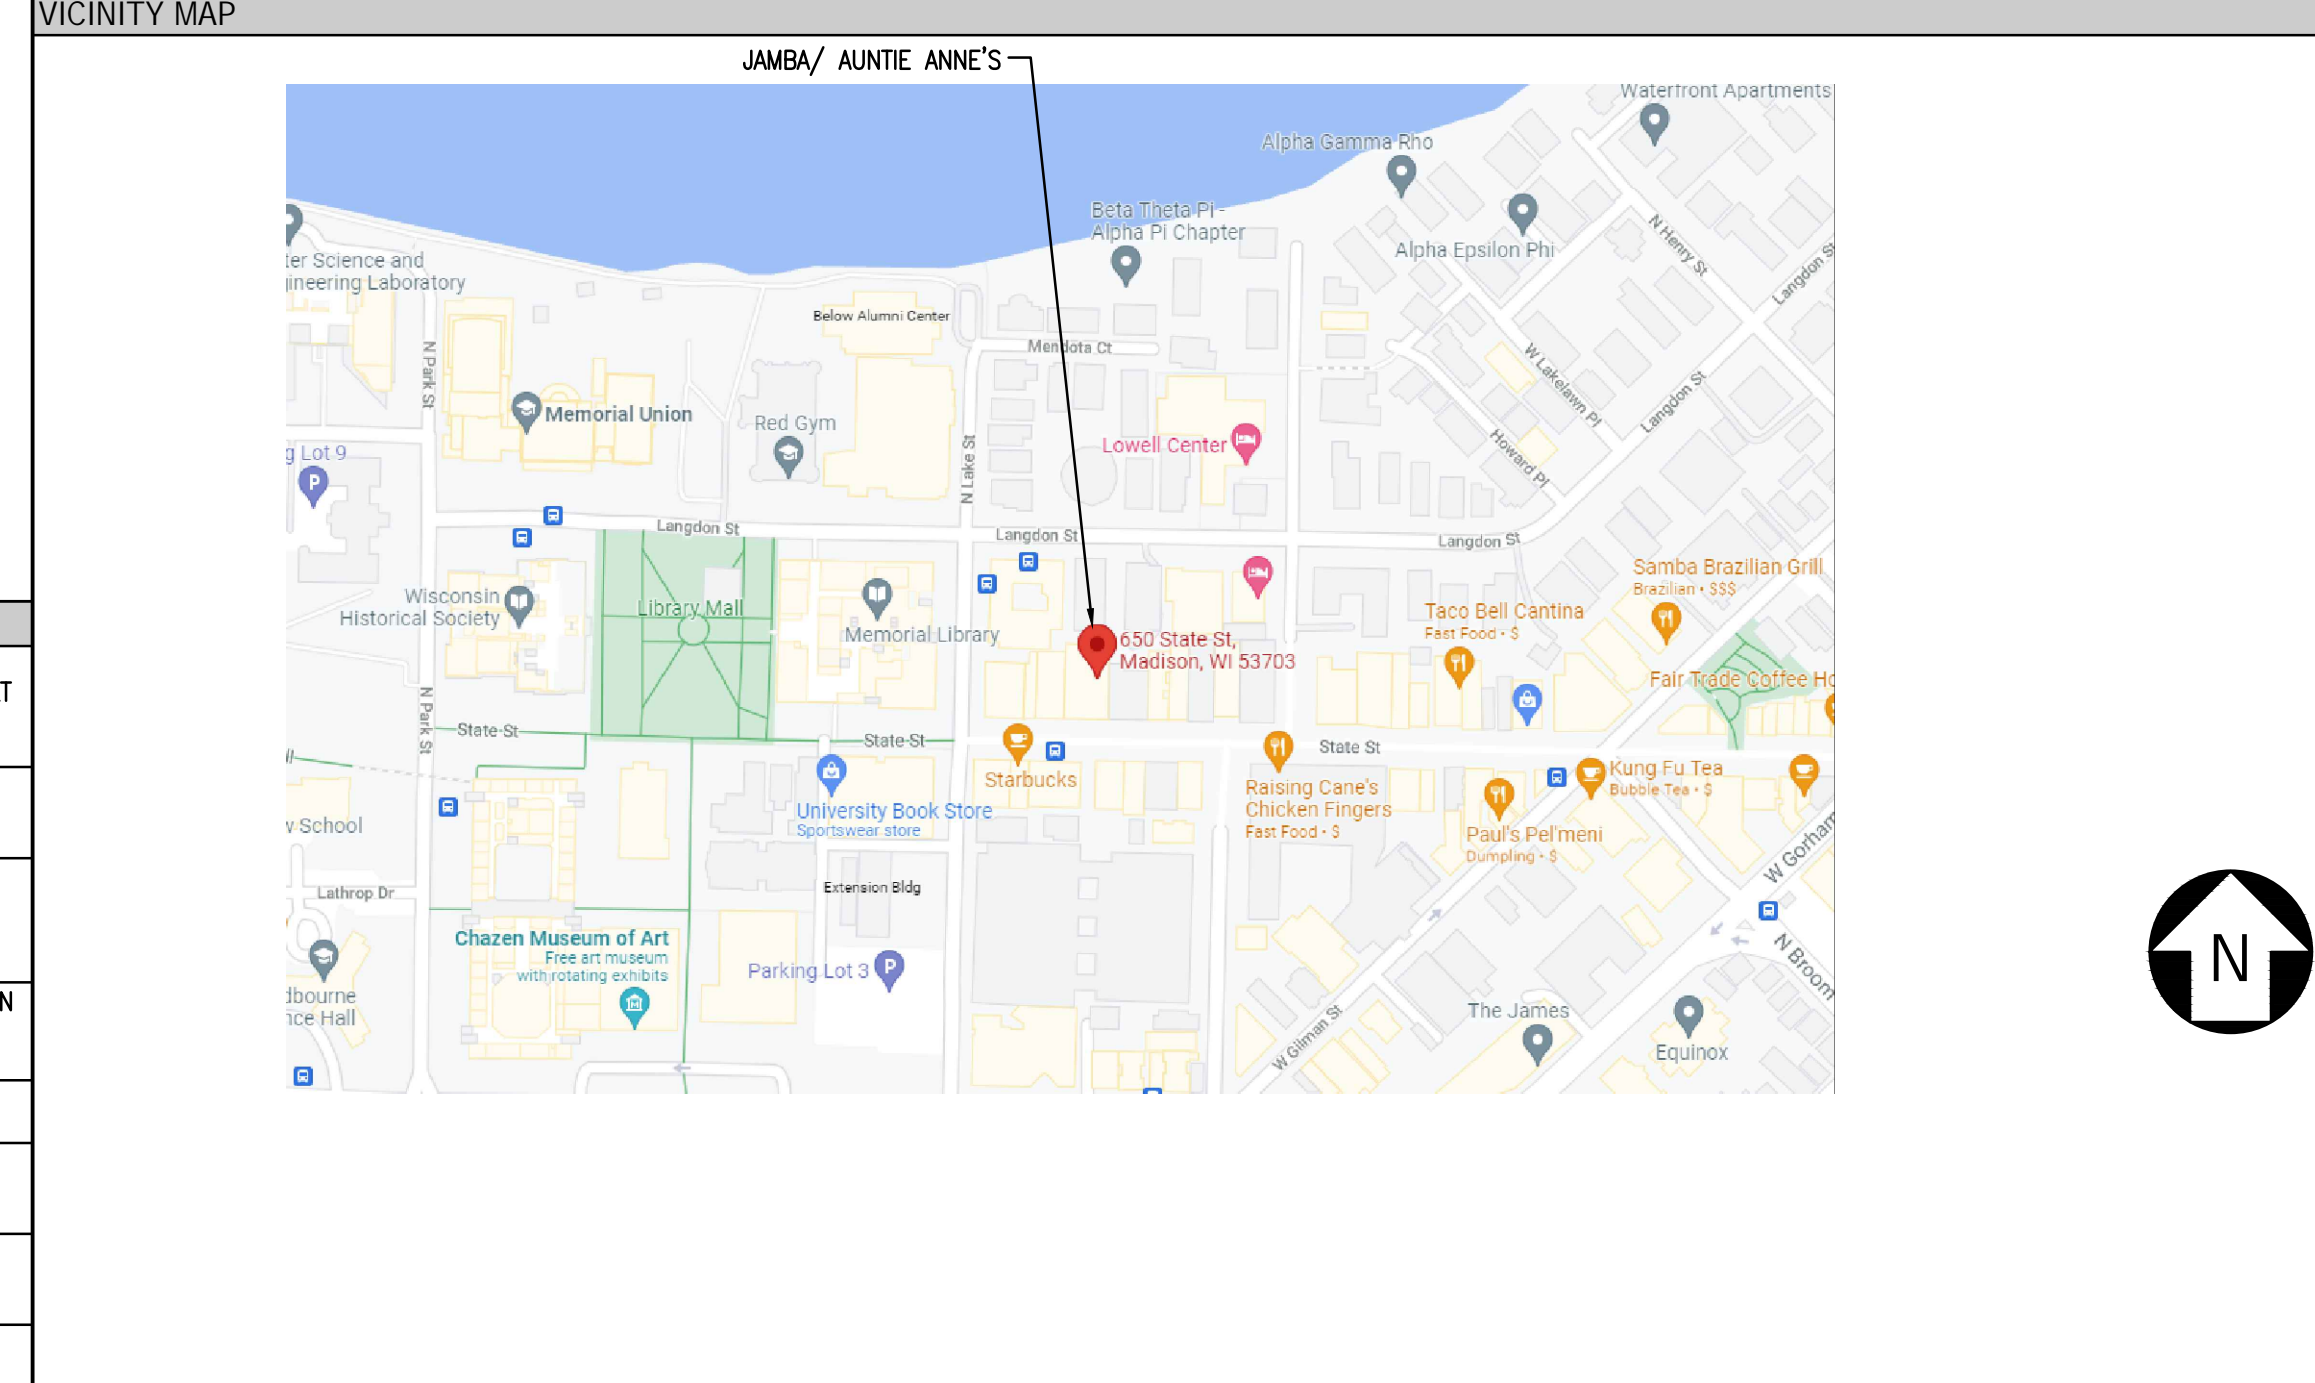 VICINITY MAP
JAMBA/ AUNTIE ANNE'S
Waterfront Apartments
Alpha Gamma Rho
Beta Theta Pi -
Alpha Pi Chapter
Alpha Epsilon Phi
N Henry St
Langdon St
ter Science and
gineering Laboratory
Below Alumni Center
Mendota Ct
N Park St
W Lakelawn Pl
Langdon St
Memorial Union
Red Gym
Lowell Center
N Lake St
Howard Pl
g Lot 9
P
Langdon St
Langdon St
Langdon St
Samba Brazilian Grill
Brazilian • $$$
Wisconsin
Historical Society
Library Mall
Memorial Library
650 State St,
Madison, WI 53703
Taco Bell Cantina
Fast Food • $
Fair Trade Coffee Ho
N Park St
State St
State St
State St
T
Starbucks
University Book Store
Sportswear store
Raising Cane's
Chicken Fingers
Fast Food • $
Kung Fu Tea
Bubble Tea • $
Paul's Pel'meni
Dumpling • $
w School
W Gorham
Lathrop Dr
Extension Bldg
Chazen Museum of Art
Free art museum
with rotating exhibits
Parking Lot 3
P
N Broom
N
dbourne
nce Hall
N
W Gilman St
The James
Equinox